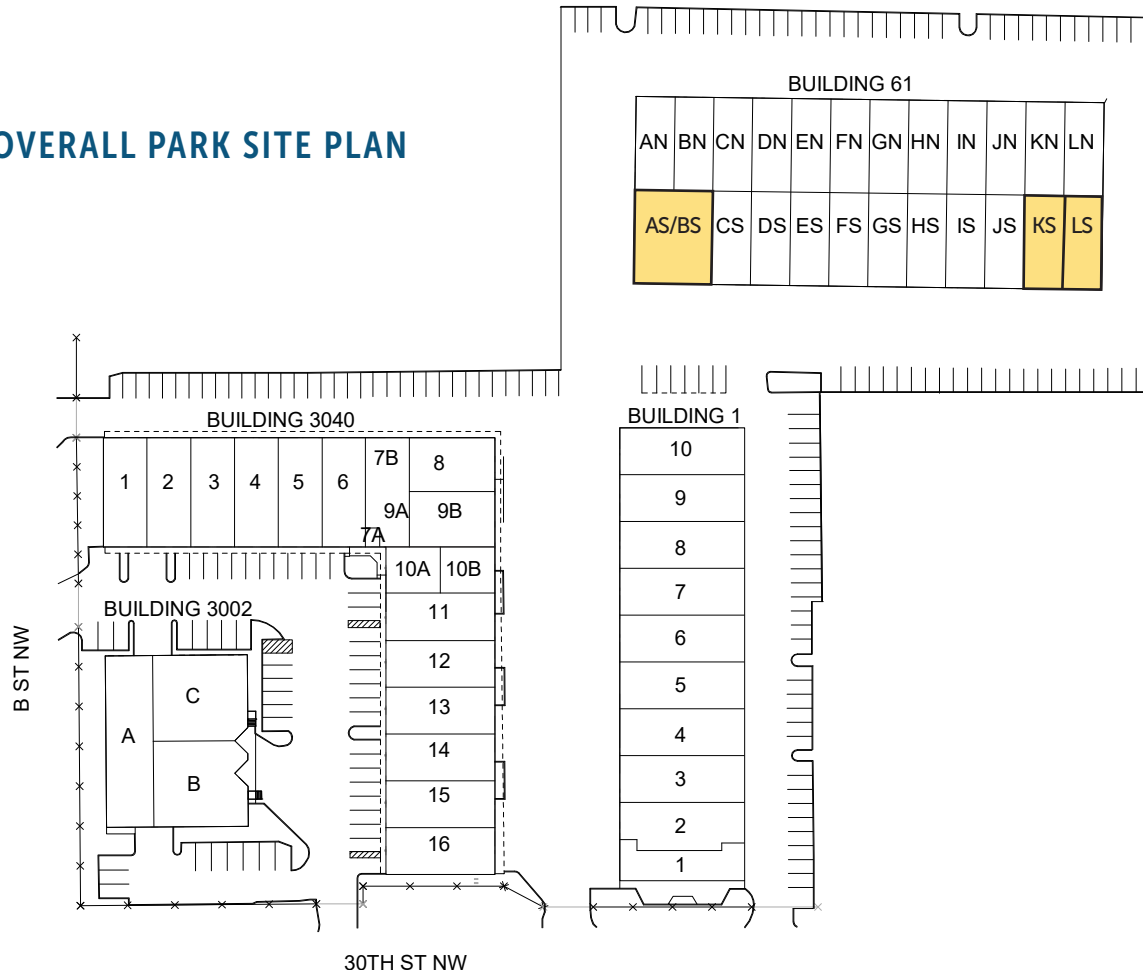 OVERALL PARK SITE PLAN
BUILDING 61
AN BN CN DN EN FN GN HN IN JN KN LN
AS/BS CS DS ES FS GS HS IS JS KS LS
BUILDING 3040
1 2 3 4 5 6 7B 8
9A 9B
7A
10A 10B
11
12
13
14
15
16
BUILDING 1
10
9
8
7
6
5
4
3
2
1
BUILDING 3002
C
A
B
B ST NW
30TH ST NW